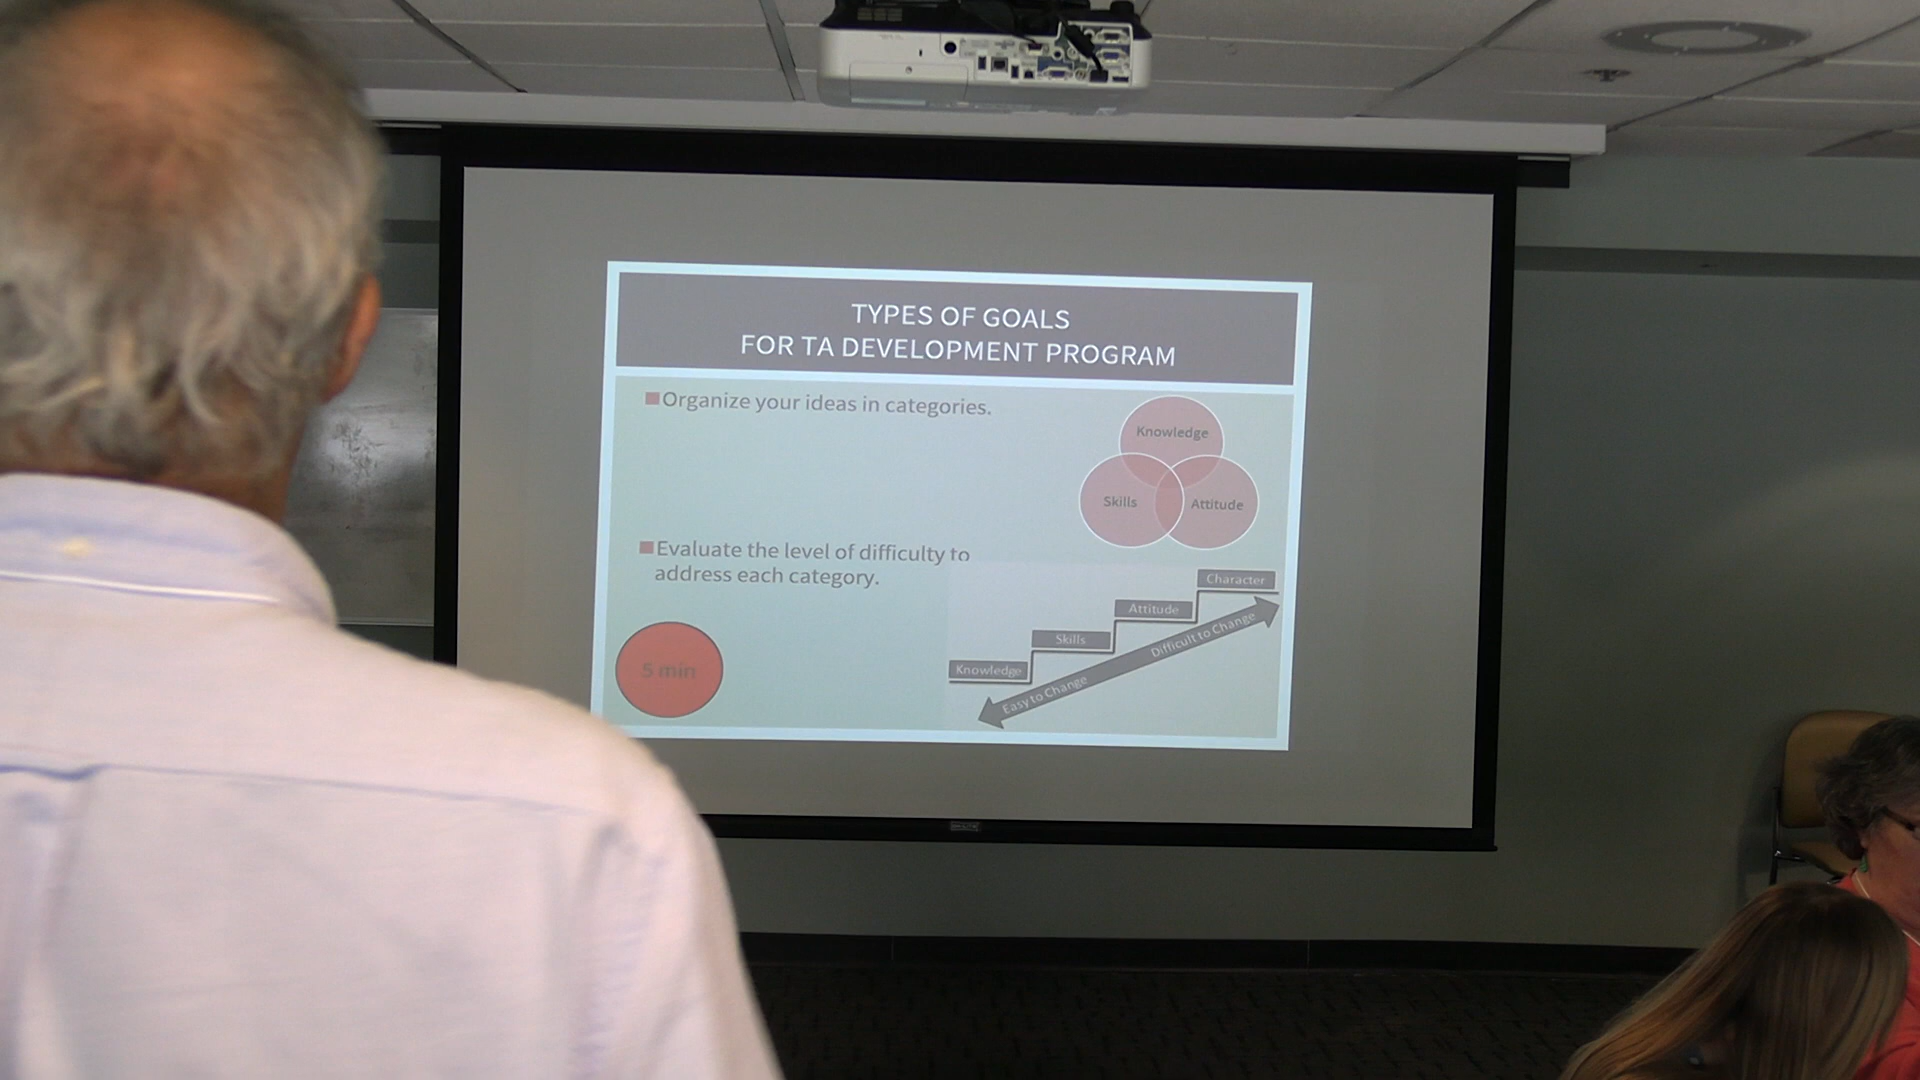 TYPES OF GOALS
FOR TA DEVELOPMENT PROGRAM
Organize your ideas in categories.
Knowledge
Skills
Attitude
Evaluate the level of difficulty to
address each category.
Character
Attitude
Skills
Knowledge
Difficult to Change
Easy to Change
5 min